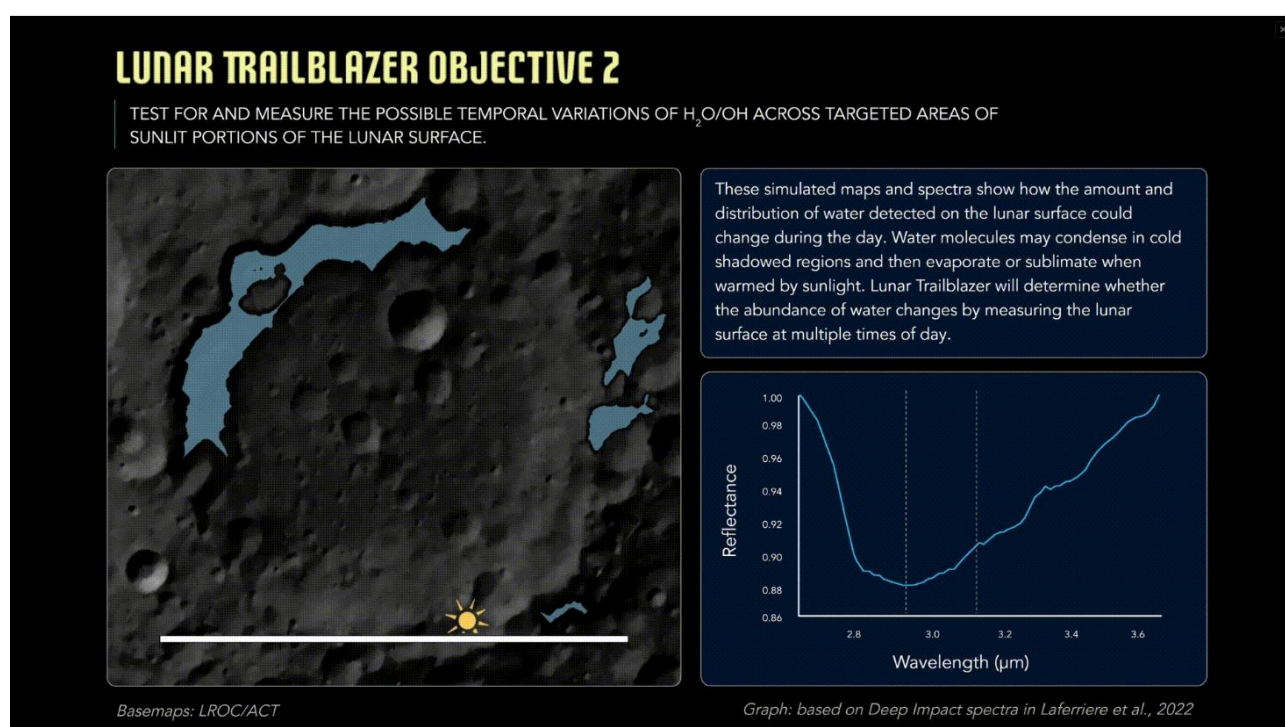 LUNAR TRAILBLAZER OBJECTIVE 2
TEST FOR AND MEASURE THE POSSIBLE TEMPORAL VARIATIONS OF H₂O/OH ACROSS TARGETED AREAS OF
SUNLIT PORTIONS OF THE LUNAR SURFACE.
These simulated maps and spectra show how the amount and
distribution of water detected on the lunar surface could
change during the day. Water molecules may condense in cold
shadowed regions and then evaporate or sublimate when
warmed by sunlight. Lunar Trailblazer will determine whether
the abundance of water changes by measuring the lunar
surface at multiple times of day.
Reflectance
1.00
0.98
0.96
0.94
0.92
0.90
0.88
0.86
2.8 3.0 3.2 3.4 3.6
Wavelength (μm)
Basemaps: LROC/ACT
Graph: based on Deep Impact spectra in Laferriere et al., 2022